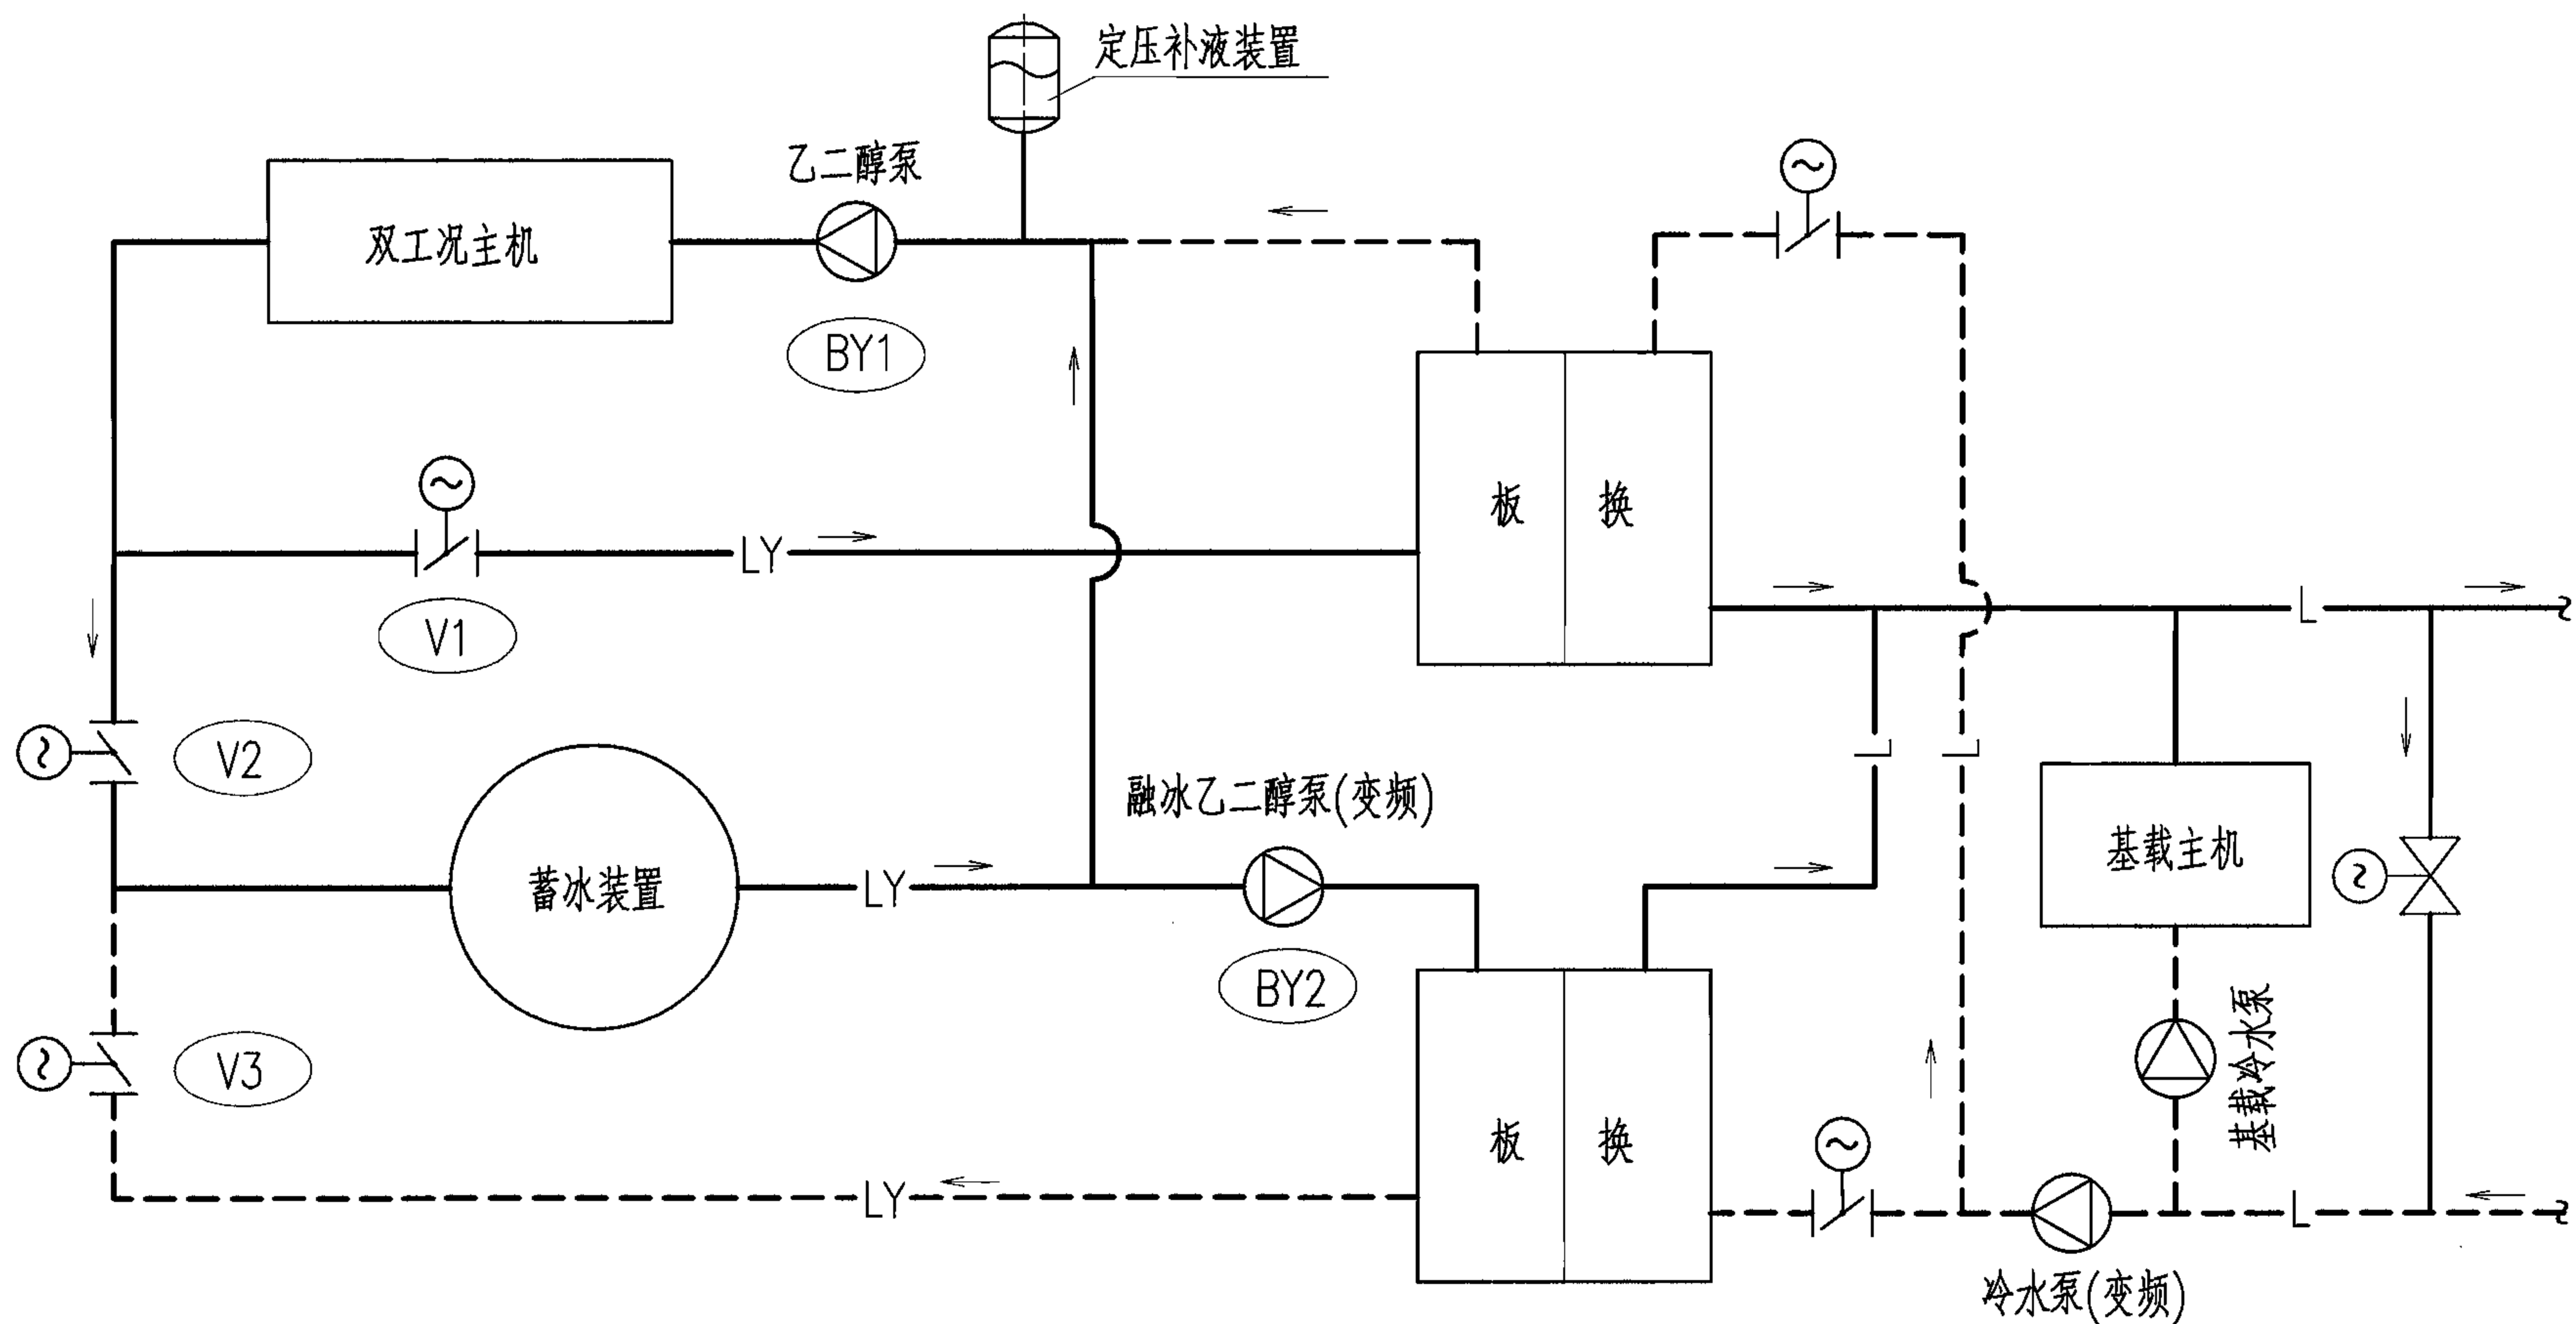 定压补液装置
乙二醇泵
双工况主机
BY1
板 换
LY
V1
L
V2
L
L
融冰乙二醇泵(变频)
基载主机
蓄冰装置
LY
BY2
V3
基载冷水泵
板 换
LY
L
冷水泵(变频)